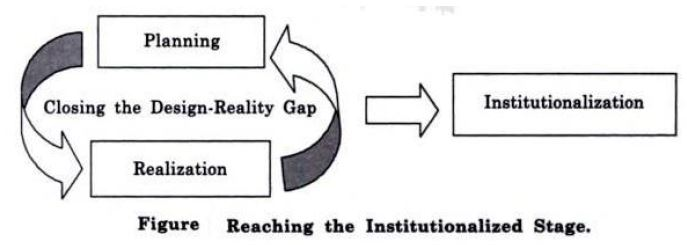 Planning
Closing the Design-Reality Gap
Institutionalization
Realization
Figure Reaching the Institutionalized Stage.